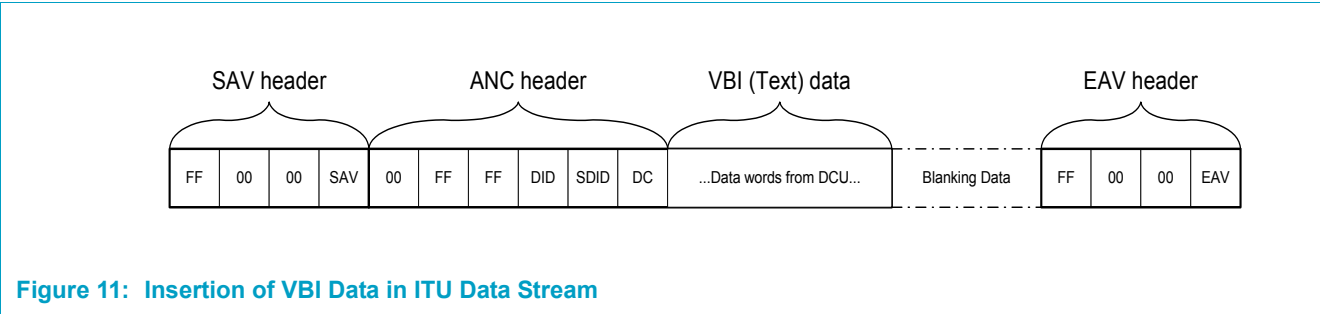 SAV header ANC header VBI (Text) data EAV header
FF 00 00 SAV 00 FF FF DID SDID DC ...Data words from DCU... Blanking Data FF 00 00 EAV
Figure 11: Insertion of VBI Data in ITU Data Stream